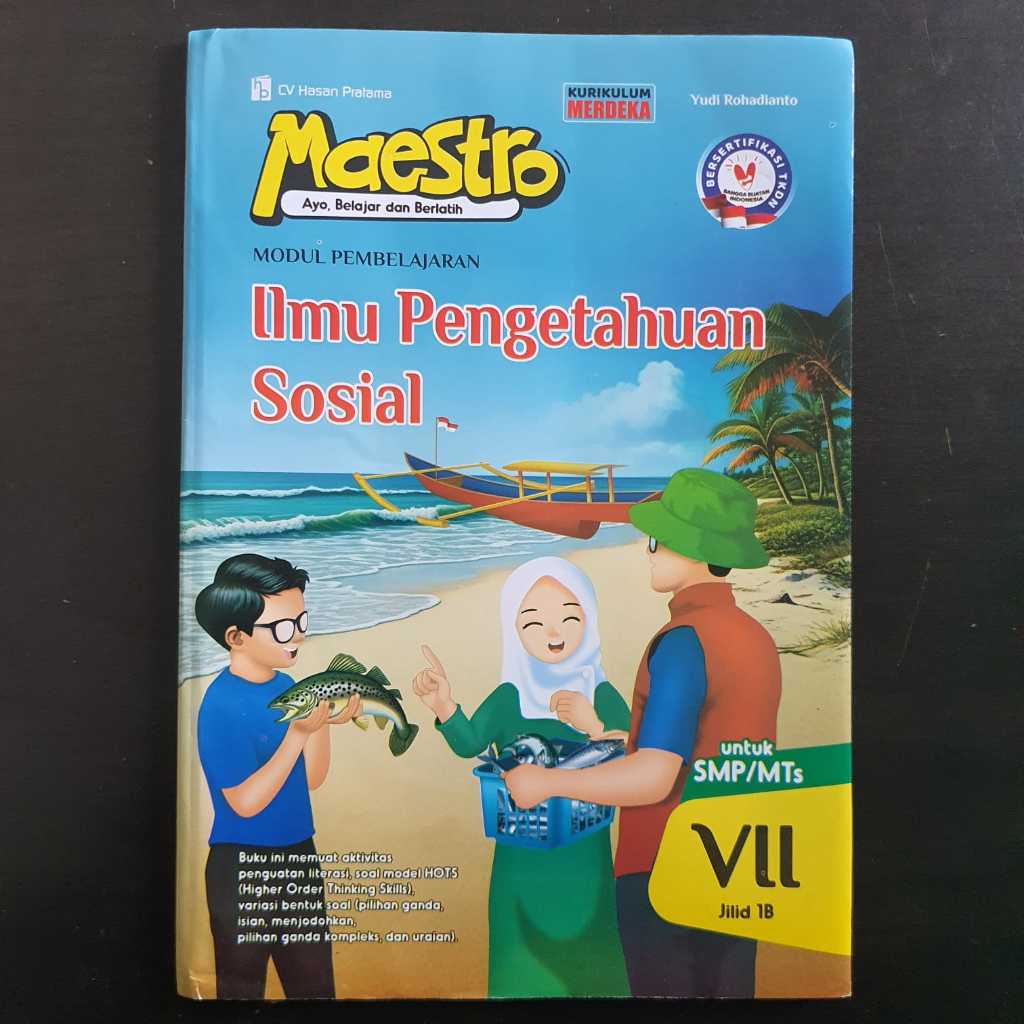 hp CV Hasan Pratama
KURIKULUM
MERDEKA
Yudi Rohadianto
Maestro
Ayo, Belajar dan Berlatih
BERSERTIFIKASI TKDN
BANGGA BUATAN
INDONESIA
MODUL PEMBELAJARAN
Ilmu Pengetahuan
Sosial
untuk
SMP/MTs
VII
Jilid 1B
Buku ini memuat aktivitas
penguatan literasi, soal model HOTS
(Higher Order Thinking Skills),
variasi bentuk soal (pilihan ganda,
isian, menjodohkan,
pilihan ganda kompleks, dan uraian).